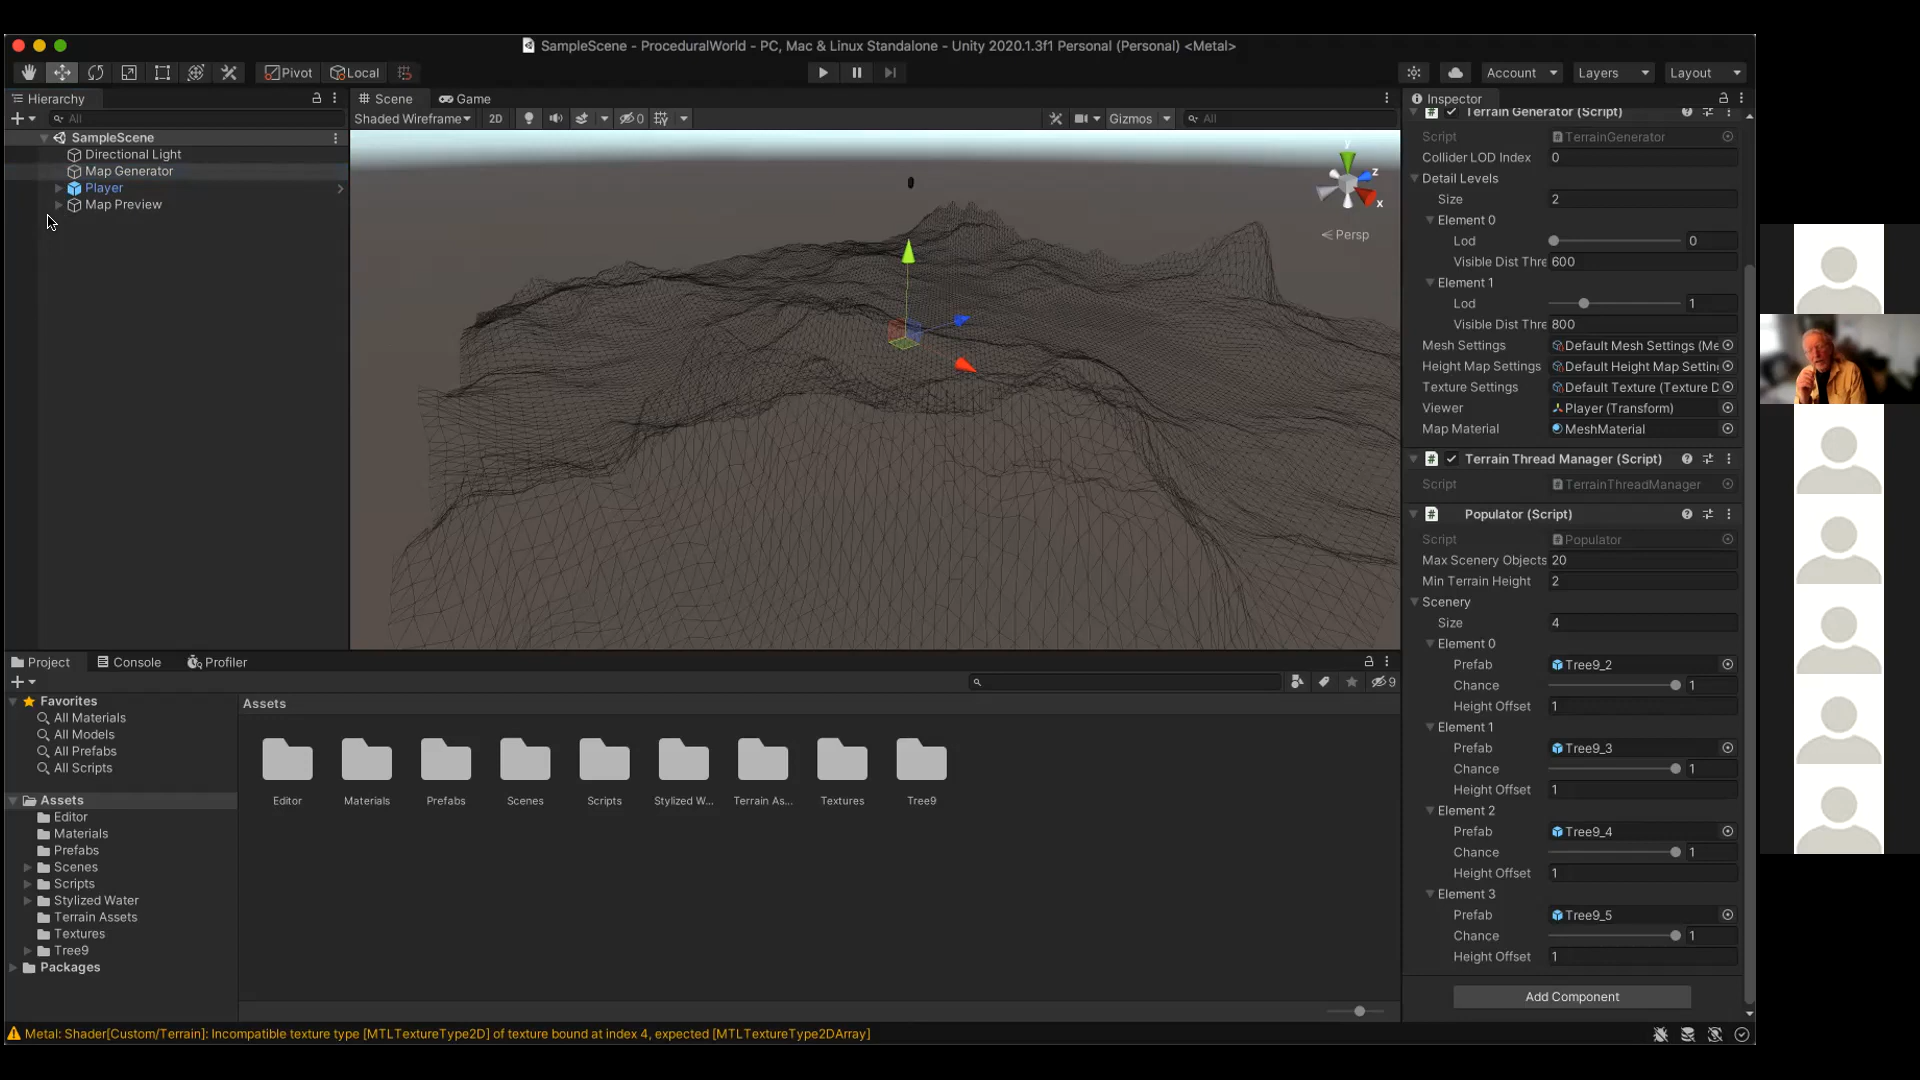 SampleScene - ProceduralWorld - PC, Mac & Linux Standalone - Unity 2020.1.3f1 Personal (Personal) <Metal>
Pivot Local Account Layers Layout
Hierarchy
All
SampleScene
Directional Light
Map Generator
Player
Map Preview
Scene Game
Shaded Wireframe 2D 0 Gizmos All
y
z
x
Persp
Inspector
Terrain Generator (Script)
Script TerrainGenerator
Collider LOD Index 0
Detail Levels
Size 2
Element 0
Lod 0
Visible Dist Thre 600
Element 1
Lod 1
Visible Dist Thre 800
Mesh Settings Default Mesh Settings (Me
Height Map Settings Default Height Map Settin
Texture Settings Default Texture (Texture D
Viewer Player (Transform)
Map Material MeshMaterial
Terrain Thread Manager (Script)
Script TerrainThreadManager
Populator (Script)
Script Populator
Max Scenery Objects 20
Min Terrain Height 2
Scenery
Size 4
Element 0
Prefab Tree9_2
Chance 1
Height Offset 1
Element 1
Prefab Tree9_3
Chance 1
Height Offset 1
Element 2
Prefab Tree9_4
Chance 1
Height Offset 1
Element 3
Prefab Tree9_5
Chance 1
Height Offset 1
Add Component
Project Console Profiler
9
Favorites
All Materials
All Models
All Prefabs
All Scripts
Assets
Editor
Materials
Prefabs
Scenes
Scripts
Stylized Water
Terrain Assets
Textures
Tree9
Packages
Assets
Editor Materials Prefabs Scenes Scripts Stylized W... Terrain As... Textures Tree9
Metal: Shader[Custom/Terrain]: Incompatible texture type [MTLTextureType2D] of texture bound at index 4, expected [MTLTextureType2DArray]